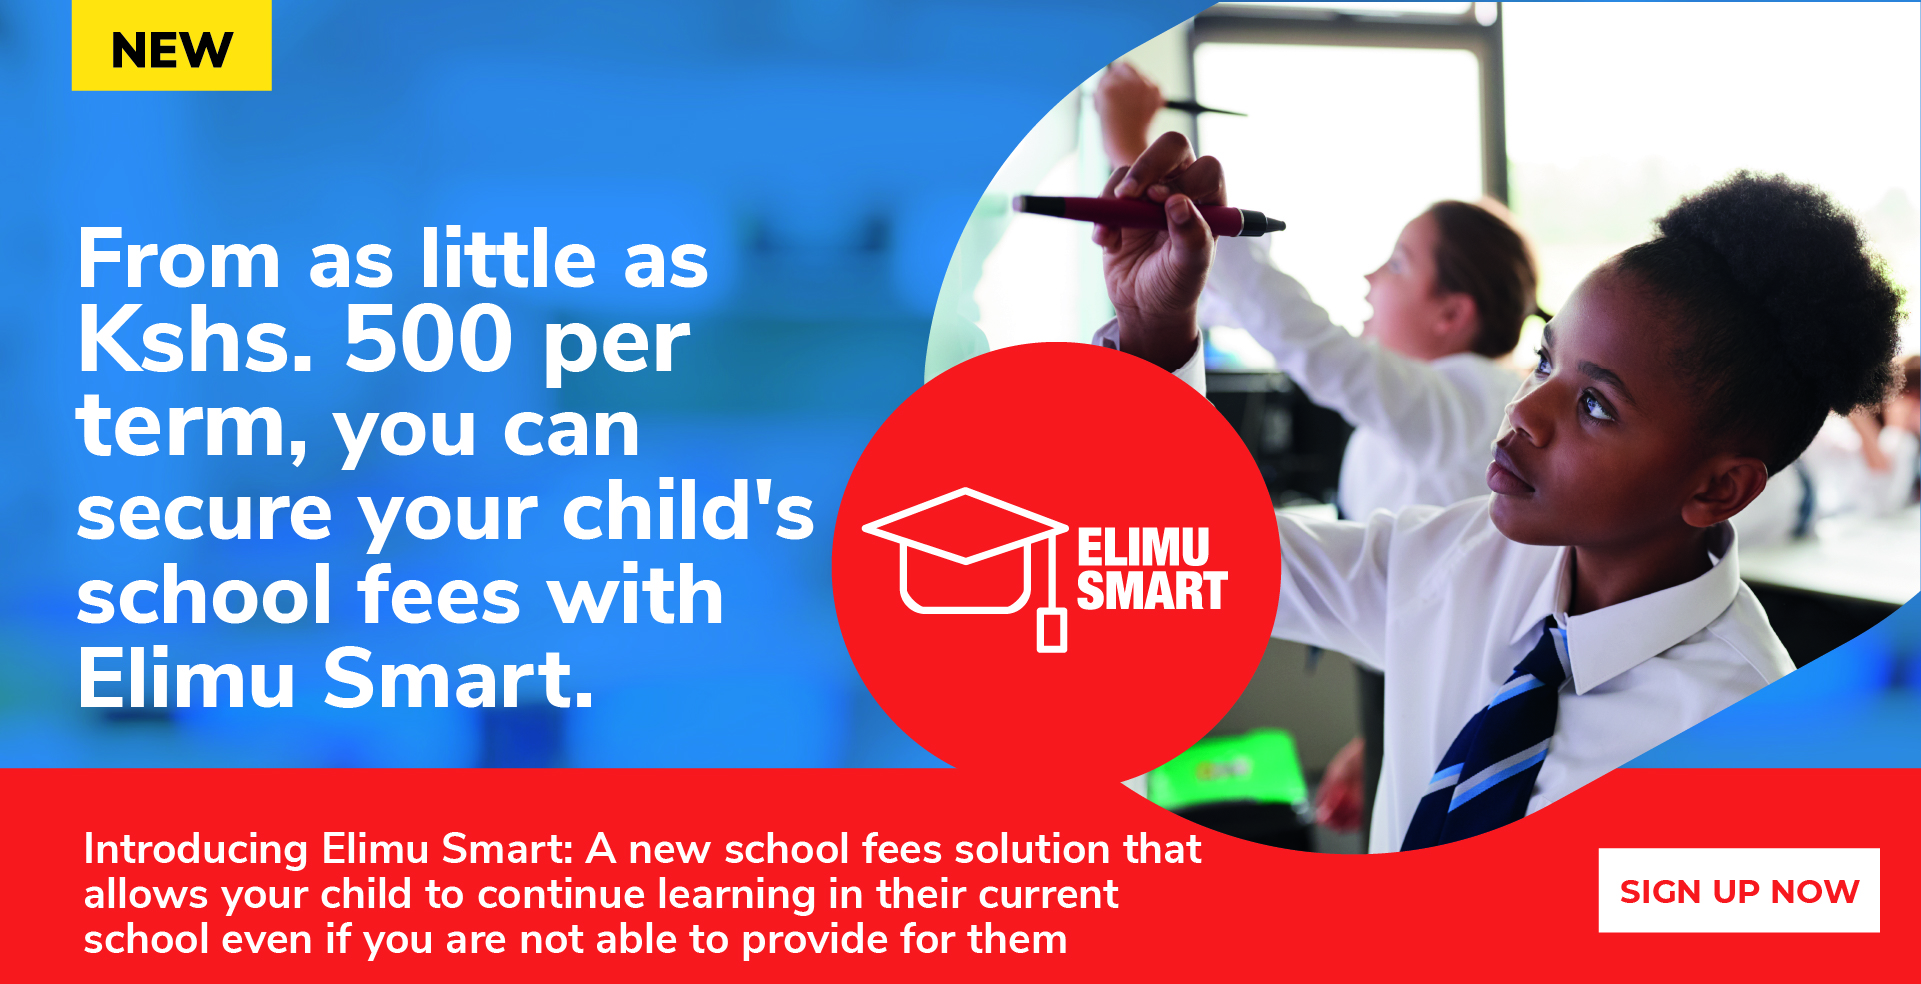 NEW
From as little as
Kshs. 500 per
term, you can
secure your child's
school fees with
Elimu Smart.
ELIMU
SMART
Introducing Elimu Smart: A new school fees solution that
allows your child to continue learning in their current
school even if you are not able to provide for them
SIGN UP NOW